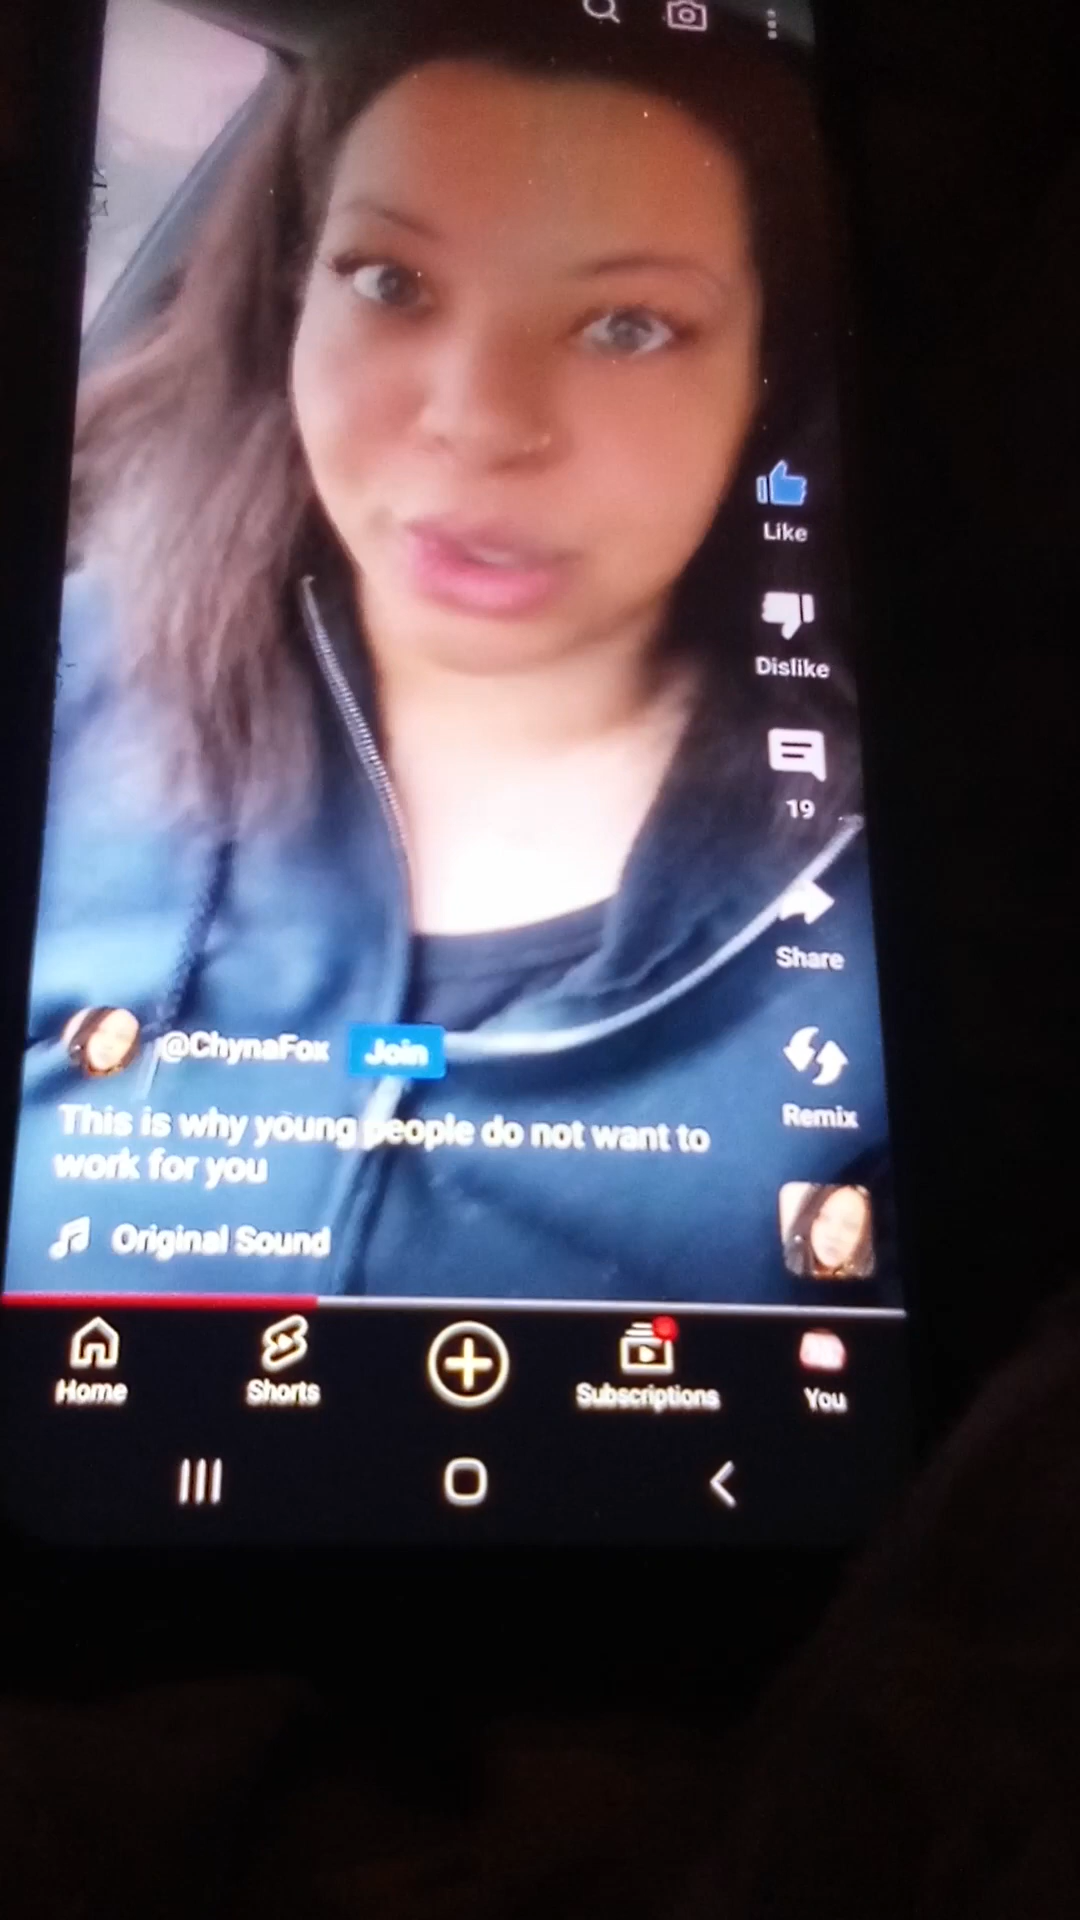 Like
Dislike
19
Share
@ChynaFox Join
Remix
This is why young people do not want to
work for you
Original Sound
Home Shorts Subscriptions You